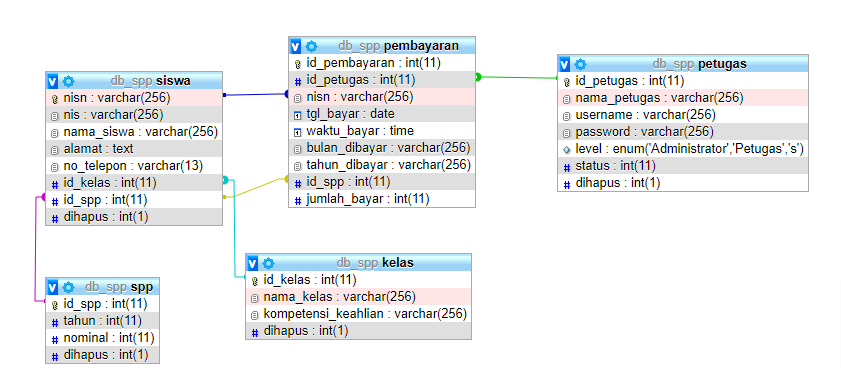 db_spp siswa
nisn : varchar(256)
nis : varchar(256)
nama_siswa : varchar(256)
alamat : text
no_telepon : varchar(13)
id_kelas : int(11)
id_spp : int(11)
dihapus : int(1)
db_spp pembayaran
id_pembayaran : int(11)
id_petugas : int(11)
nisn : varchar(256)
tgl_bayar : date
waktu_bayar : time
bulan_dibayar : varchar(256)
tahun_dibayar : varchar(256)
id_spp : int(11)
jumlah_bayar : int(11)
db_spp petugas
id_petugas : int(11)
nama_petugas : varchar(256)
username : varchar(256)
password : varchar(256)
level : enum('Administrator','Petugas','s')
status : int(11)
dihapus : int(1)
db_spp spp
id_spp : int(11)
tahun : int(11)
nominal : int(11)
dihapus : int(1)
db_spp kelas
id_kelas : int(11)
nama_kelas : varchar(256)
kompetensi_keahlian : varchar(256)
dihapus : int(1)